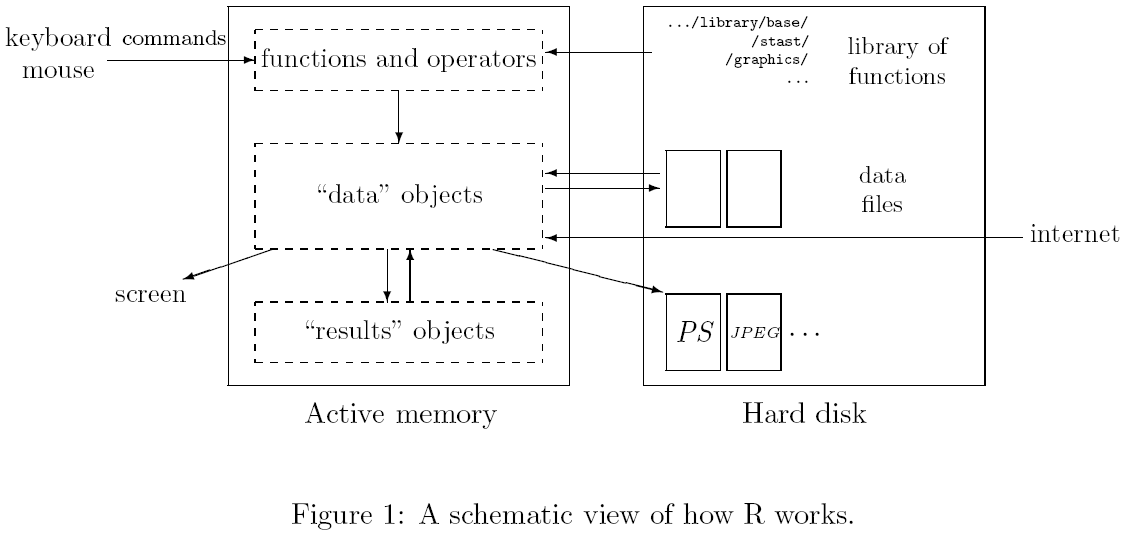 keyboard commands
mouse
functions and operators
.../library/base/
/stast/
/graphics/
...
library of
functions
“data” objects
data
files
internet
screen
“results” objects
PS JPEG ...
Active memory
Hard disk
Figure 1: A schematic view of how R works.